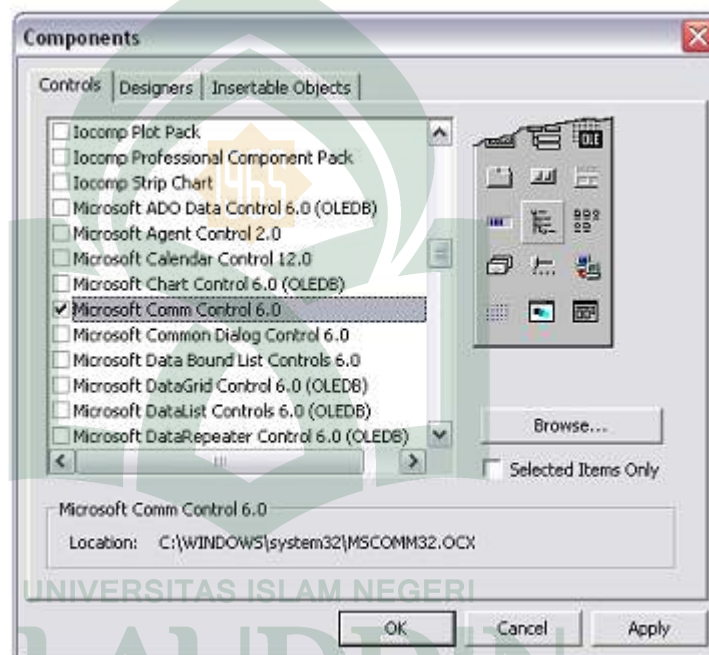 Components
Controls Designers Insertable Objects
Iocomp Plot Pack
Iocomp Professional Component Pack
Iocomp Strip Chart
Microsoft ADO Data Control 6.0 (OLEDB)
Microsoft Agent Control 2.0
Microsoft Calendar Control 12.0
Microsoft Chart Control 6.0 (OLEDB)
Microsoft Comm Control 6.0
Microsoft Common Dialog Control 6.0
Microsoft Data Bound List Controls 6.0
Microsoft DataGrid Control 6.0 (OLEDB)
Microsoft DataList Controls 6.0 (OLEDB)
Microsoft DataRepeater Control 6.0 (OLEDB)
OLE
1965
Browse...
Selected Items Only
Microsoft Comm Control 6.0
Location: C:\WINDOWS\system32\MSCOMM32.OCX
UNIVERSITAS ISLAM NEGERI
OK Cancel Apply